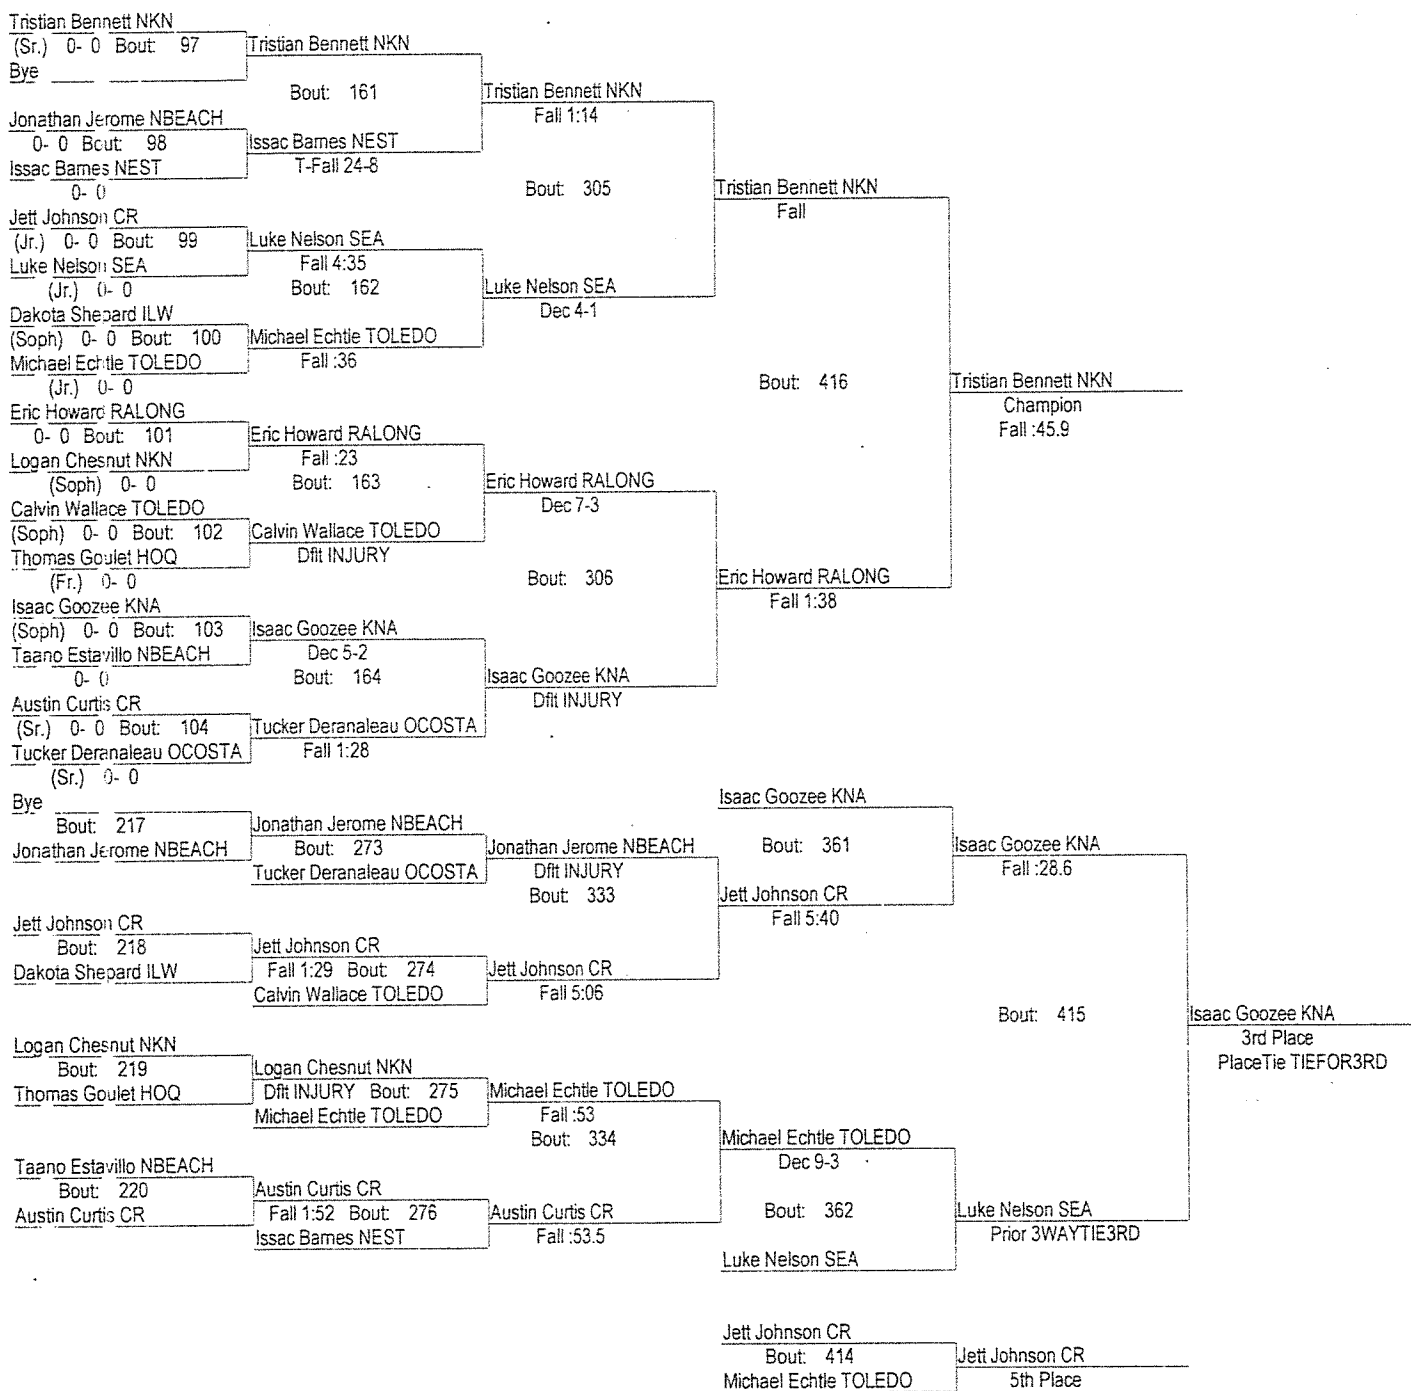 Tristian Bennett NKN
(Sr.) 0- 0 Bout: 97
Bye
Tristian Bennett NKN
Bout: 161
Jonathan Jerome NBEACH
0- 0 Bout: 98
Issac Barnes NEST
0- 0
Issac Barnes NEST
T-Fall 24-8
Tristian Bennett NKN
Fall 1:14
Bout: 305
Jett Johnson CR
(Jr.) 0- 0 Bout: 99
Luke Nelson SEA
(Jr.) 0- 0
Luke Nelson SEA
Fall 4:35
Bout: 162
Dakota Shepard ILW
(Soph) 0- 0 Bout: 100
Michael Echtle TOLEDO
(Jr.) 0- 0
Michael Echtle TOLEDO
Fall :36
Luke Nelson SEA
Dec 4-1
Tristian Bennett NKN
Fall
Bout: 416
Eric Howard RALONG
0- 0 Bout: 101
Logan Chesnut NKN
(Soph) 0- 0
Eric Howard RALONG
Fall :23
Bout: 163
Calvin Wallace TOLEDO
(Soph) 0- 0 Bout: 102
Thomas Goulet HOQ
(Fr.) 0- 0
Calvin Wallace TOLEDO
Dflt INJURY
Eric Howard RALONG
Dec 7-3
Bout: 306
Isaac Goozee KNA
(Soph) 0- 0 Bout: 103
Taano Estavillo NBEACH
0- 0
Isaac Goozee KNA
Dec 5-2
Bout: 164
Austin Curtis CR
(Sr.) 0- 0 Bout: 104
Tucker Deranaleau OCOSTA
(Sr.) 0- 0
Tucker Deranaleau OCOSTA
Fall 1:28
Isaac Goozee KNA
Dflt INJURY
Eric Howard RALONG
Fall 1:38
Tristian Bennett NKN
Champion
Fall :45.9
Bye
Bout: 217
Jonathan Jerome NBEACH
Jonathan Jerome NBEACH
Bout: 273
Tucker Deranaleau OCOSTA
Jonathan Jerome NBEACH
Dflt INJURY
Bout: 333
Jett Johnson CR
Bout: 218
Dakota Shepard ILW
Jett Johnson CR
Fall 1:29 Bout: 274
Calvin Wallace TOLEDO
Jett Johnson CR
Fall 5:06
Isaac Goozee KNA
Bout: 361
Jett Johnson CR
Fall 5:40
Isaac Goozee KNA
Fall :28.6
Bout: 415
Logan Chesnut NKN
Bout: 219
Thomas Goulet HOQ
Logan Chesnut NKN
Dflt INJURY Bout: 275
Michael Echtle TOLEDO
Michael Echtle TOLEDO
Fall :53
Bout: 334
Taano Estavillo NBEACH
Bout: 220
Austin Curtis CR
Austin Curtis CR
Fall 1:52 Bout: 276
Issac Barnes NEST
Austin Curtis CR
Fall :53.5
Michael Echtle TOLEDO
Dec 9-3
Bout: 362
Luke Nelson SEA
Luke Nelson SEA
Prior 3WAYTIE3RD
Isaac Goozee KNA
3rd Place
PlaceTie TIEFOR3RD
Jett Johnson CR
Bout: 414
Michael Echtle TOLEDO
Jett Johnson CR
5th Place